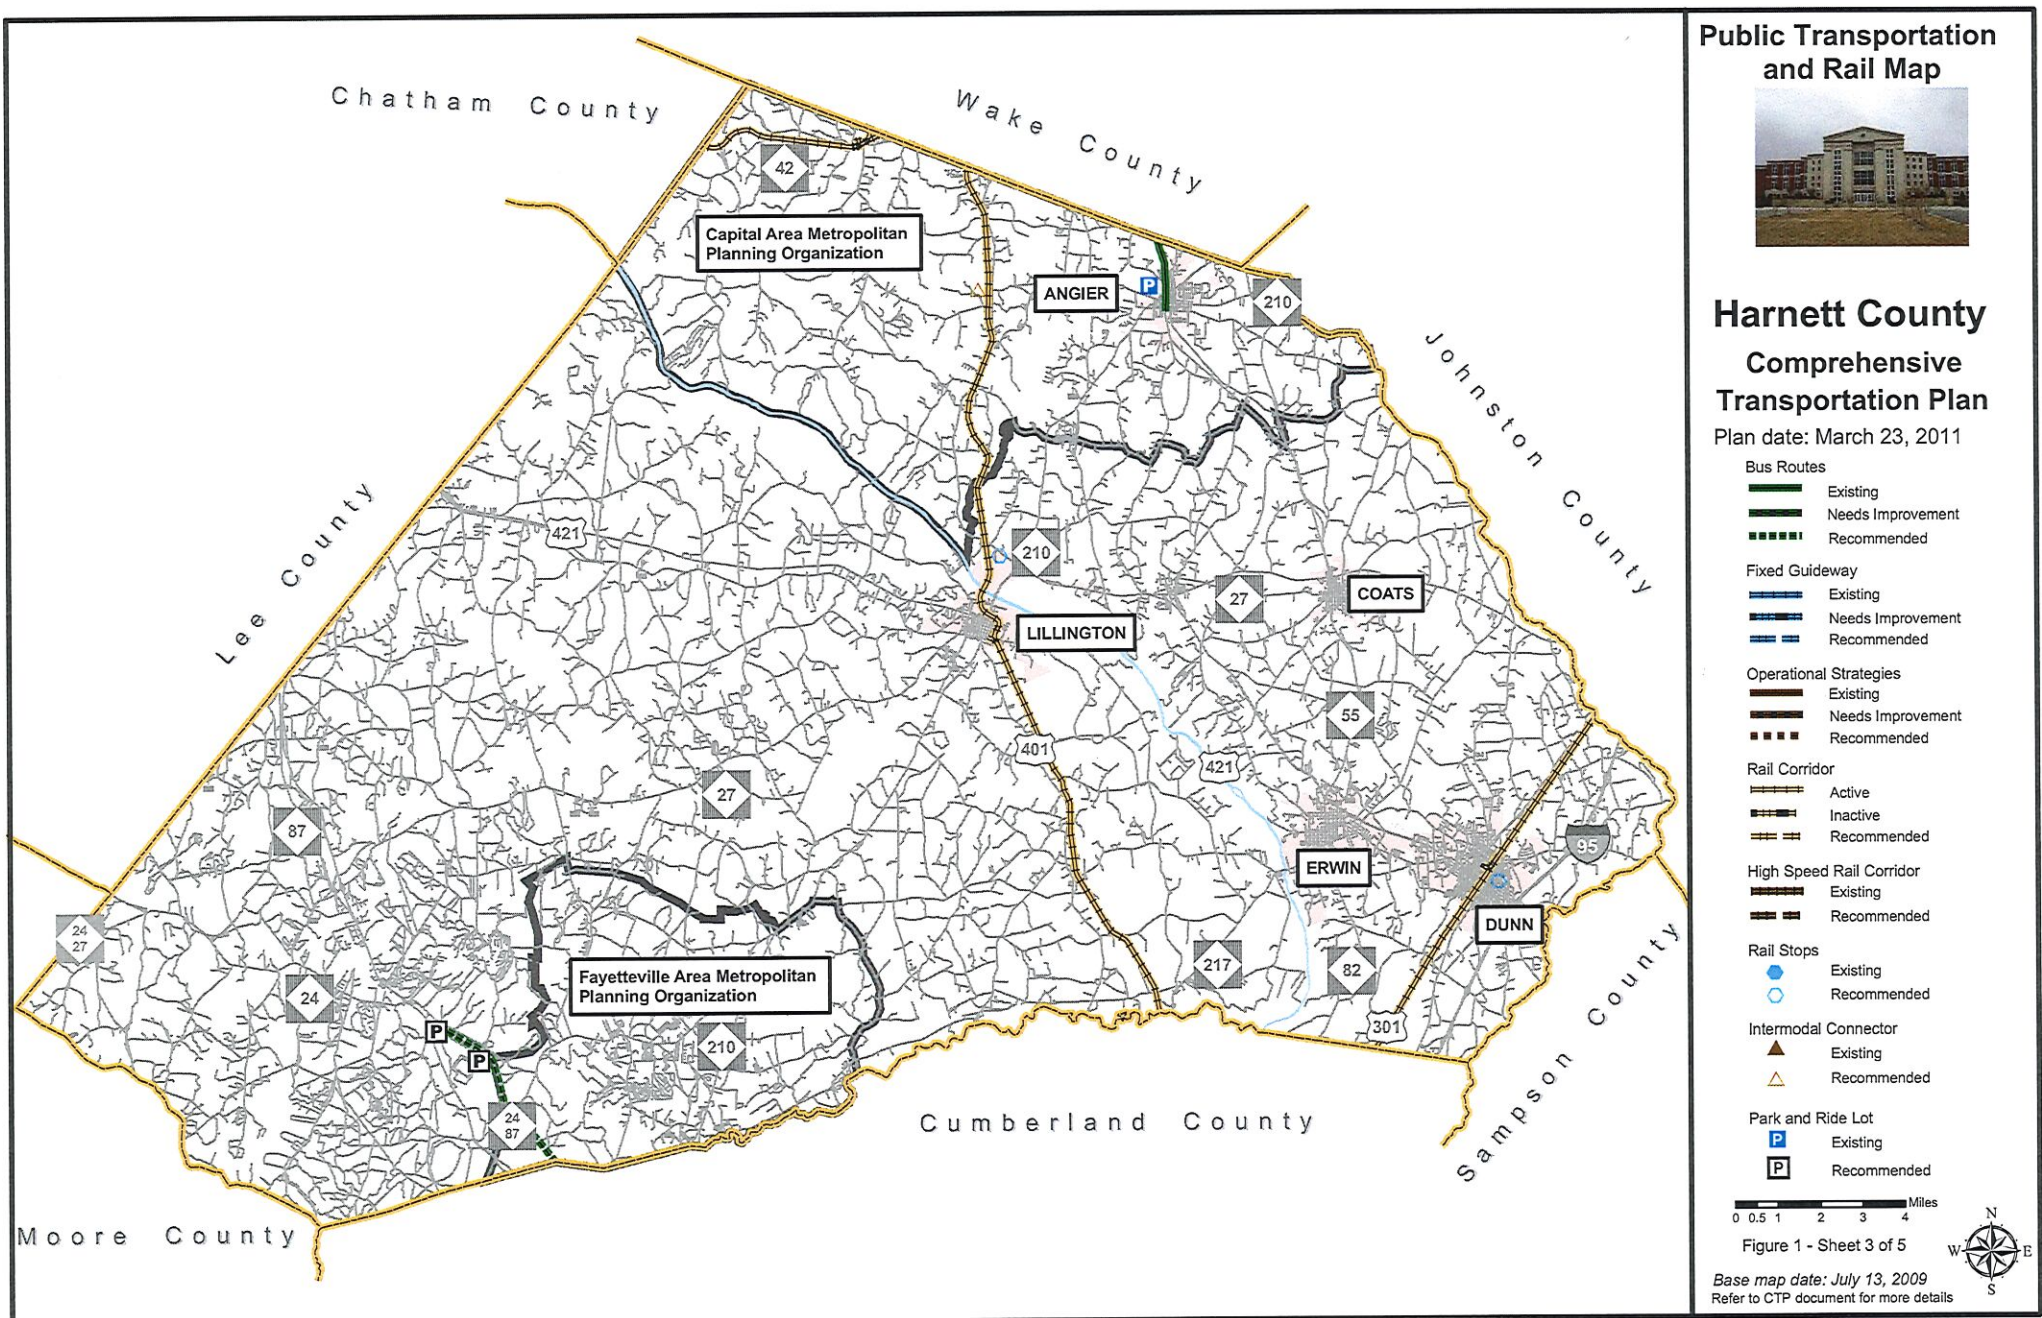 Public Transportation
and Rail Map
Harnett County
Comprehensive
Transportation Plan
Plan date: March 23, 2011
Bus Routes
Existing
Needs Improvement
Recommended
Fixed Guideway
Existing
Needs Improvement
Recommended
Operational Strategies
Existing
Needs Improvement
Recommended
Rail Corridor
Active
Inactive
Recommended
High Speed Rail Corridor
Existing
Recommended
Rail Stops
Existing
Recommended
Intermodal Connector
Existing
Recommended
Park and Ride Lot
P Existing
P Recommended
Miles
0 0.5 1 2 3 4
Figure 1 - Sheet 3 of 5
N
W E
S
Base map date: July 13, 2009
Refer to CTP document for more details
Chatham County
Wake County
42
Capital Area Metropolitan
Planning Organization
ANGIER
P
210
Johnston County
Lee County
421
210
27
COATS
LILLINGTON
55
401
421
27
87
95
ERWIN
DUNN
24
27
Fayetteville Area Metropolitan
Planning Organization
217
82
24
301
P
P
210
24
87
Cumberland County
Sampson County
Moore County